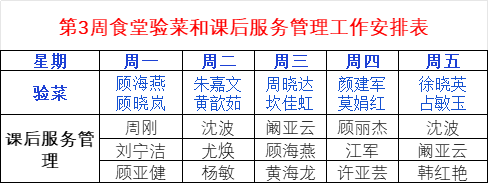 第3周食堂验菜和课后服务管理工作安排表
星期 周一 周二 周三 周四 周五
验菜 顾海燕 朱嘉文 周晓达 颜建军 徐晓英
顾晓岚 黄歆茹 坎佳虹 莫娟红 占敏玉
课后服务管理 周刚 沈波 阚亚云 顾丽杰 沈波
刘宁洁 尤焕 顾海燕 江军 阚亚云
顾亚健 杨敏 黄海龙 许亚芸 韩红艳